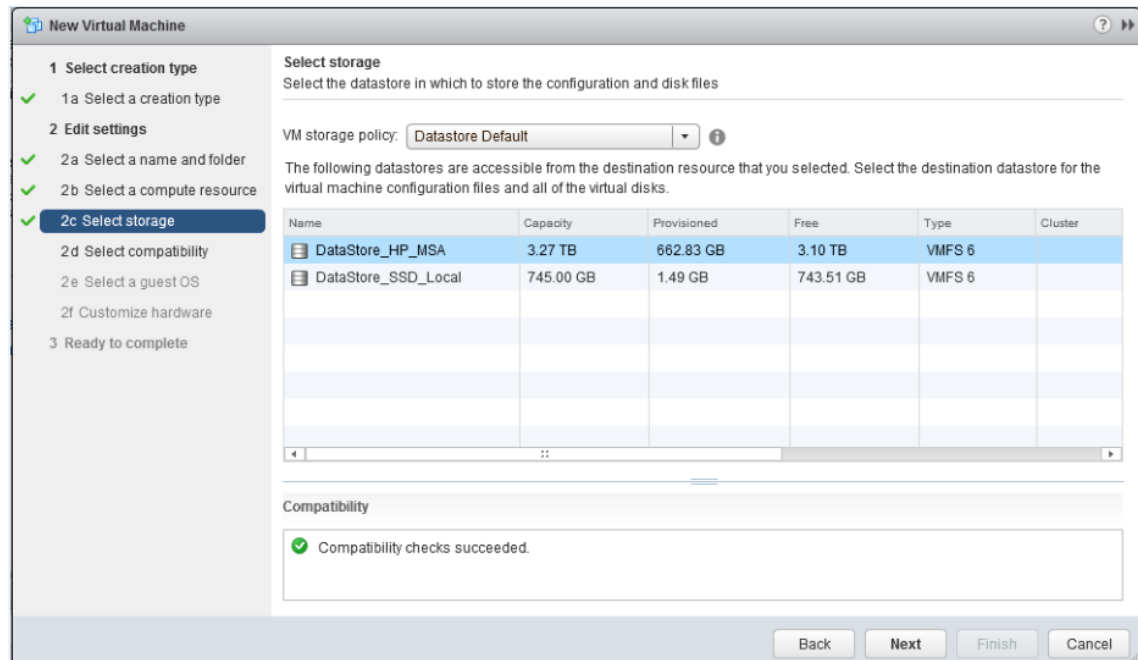 New Virtual Machine
?
1 Select creation type
1a Select a creation type
2 Edit settings
2a Select a name and folder
2b Select a compute resource
2c Select storage
2d Select compatibility
2e Select a guest OS
2f Customize hardware
3 Ready to complete
Select storage
Select the datastore in which to store the configuration and disk files
VM storage policy: Datastore Default
The following datastores are accessible from the destination resource that you selected. Select the destination datastore for the
virtual machine configuration files and all of the virtual disks.
Name Capacity Provisioned Free Type Cluster
DataStore_HP_MSA 3.27 TB 662.83 GB 3.10 TB VMFS 6
DataStore_SSD_Local 745.00 GB 1.49 GB 743.51 GB VMFS 6
Compatibility
Compatibility checks succeeded.
Back Next Finish Cancel